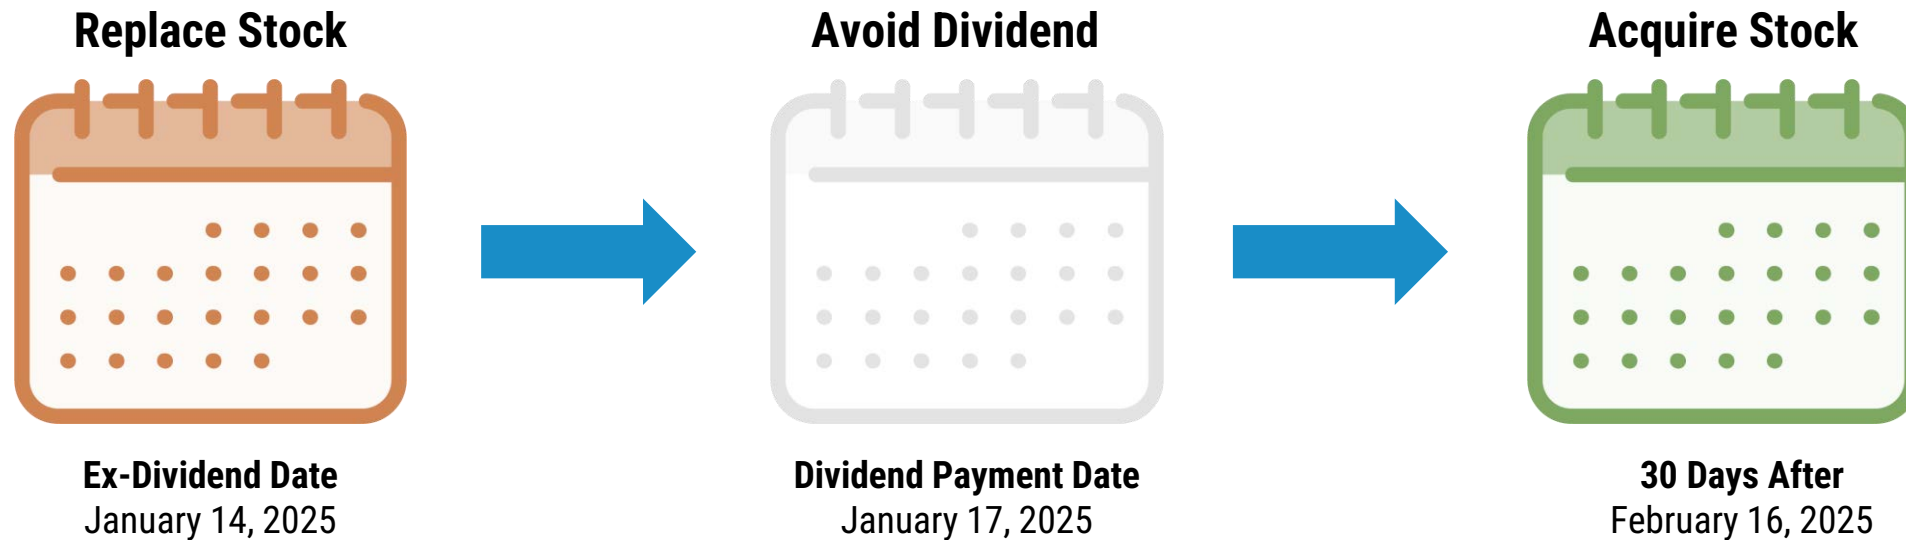 Replace Stock
Avoid Dividend
Acquire Stock
Ex-Dividend Date
January 14, 2025
Dividend Payment Date
January 17, 2025
30 Days After
February 16, 2025